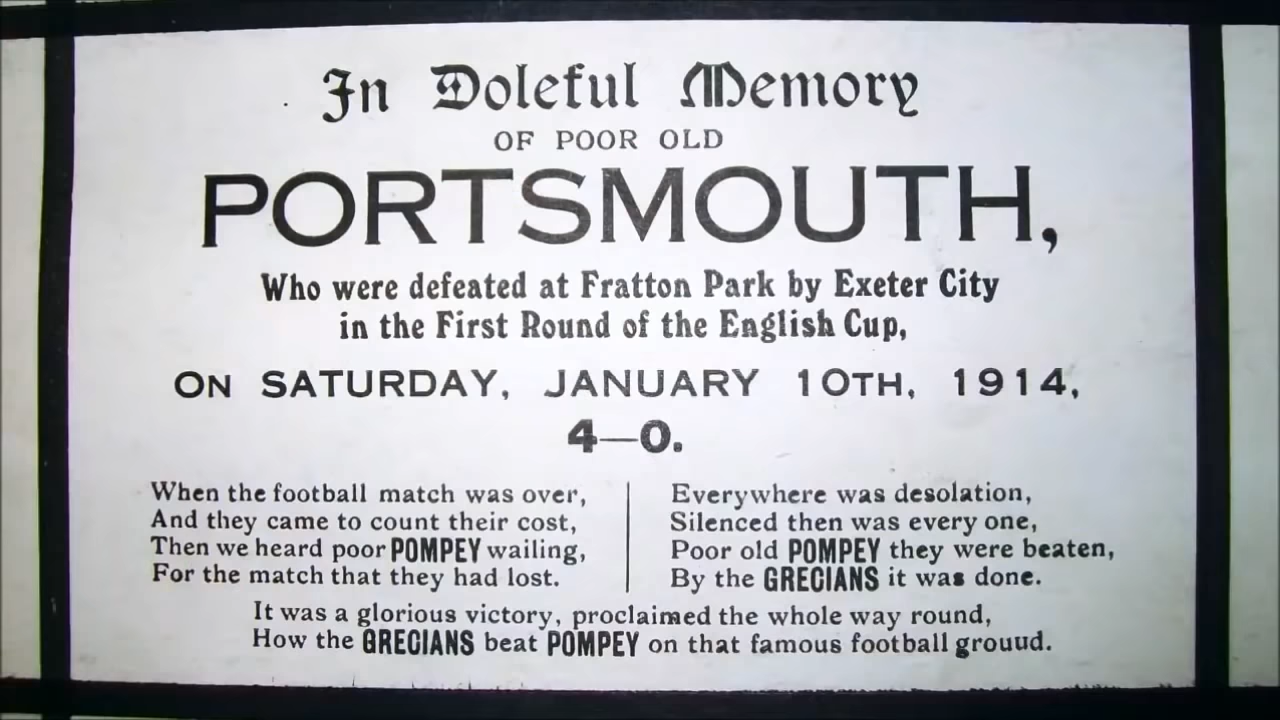 In Doleful Memory
OF POOR OLD
PORTSMOUTH,
Who were defeated at Fratton Park by Exeter City
in the First Round of the English Cup,
ON SATURDAY, JANUARY 10TH, 1914,
4—0.
When the football match was over,
And they came to count their cost,
Then we heard poor POMPEY wailing,
For the match that they had lost.
Everywhere was desolation,
Silenced then was every one,
Poor old POMPEY they were beaten,
By the GRECIANS it was done.
It was a glorious victory, proclaimed the whole way round,
How the GRECIANS beat POMPEY on that famous football grouud.